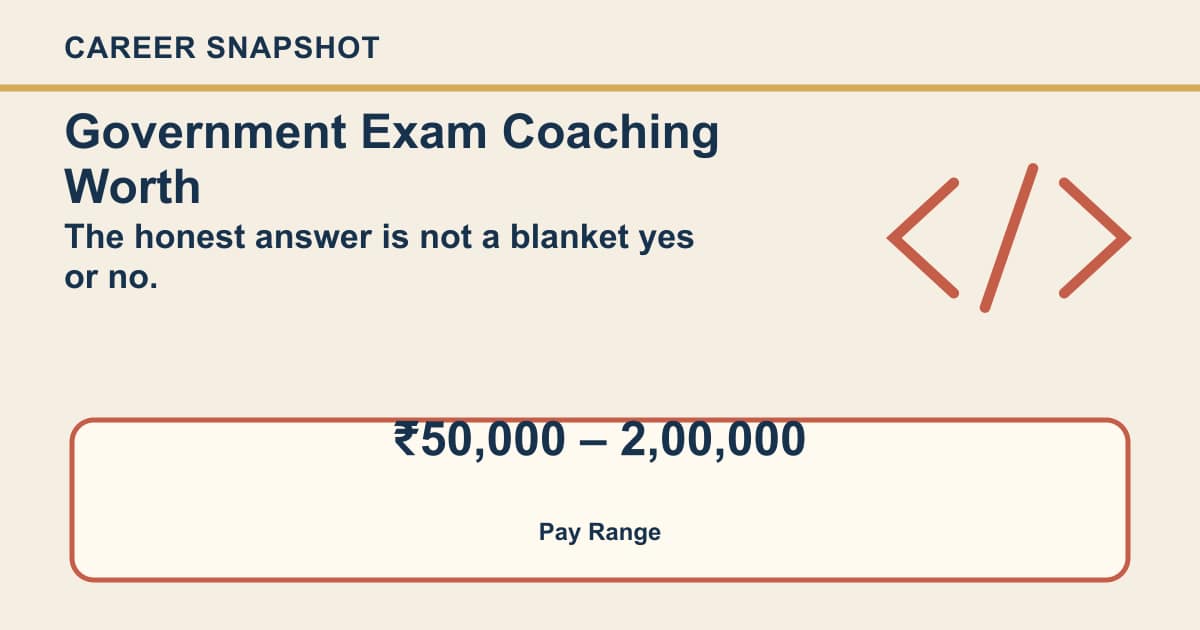 CAREER SNAPSHOT
Government Exam Coaching
Worth
The honest answer is not a blanket yes
or no.
₹50,000 – 2,00,000
Pay Range